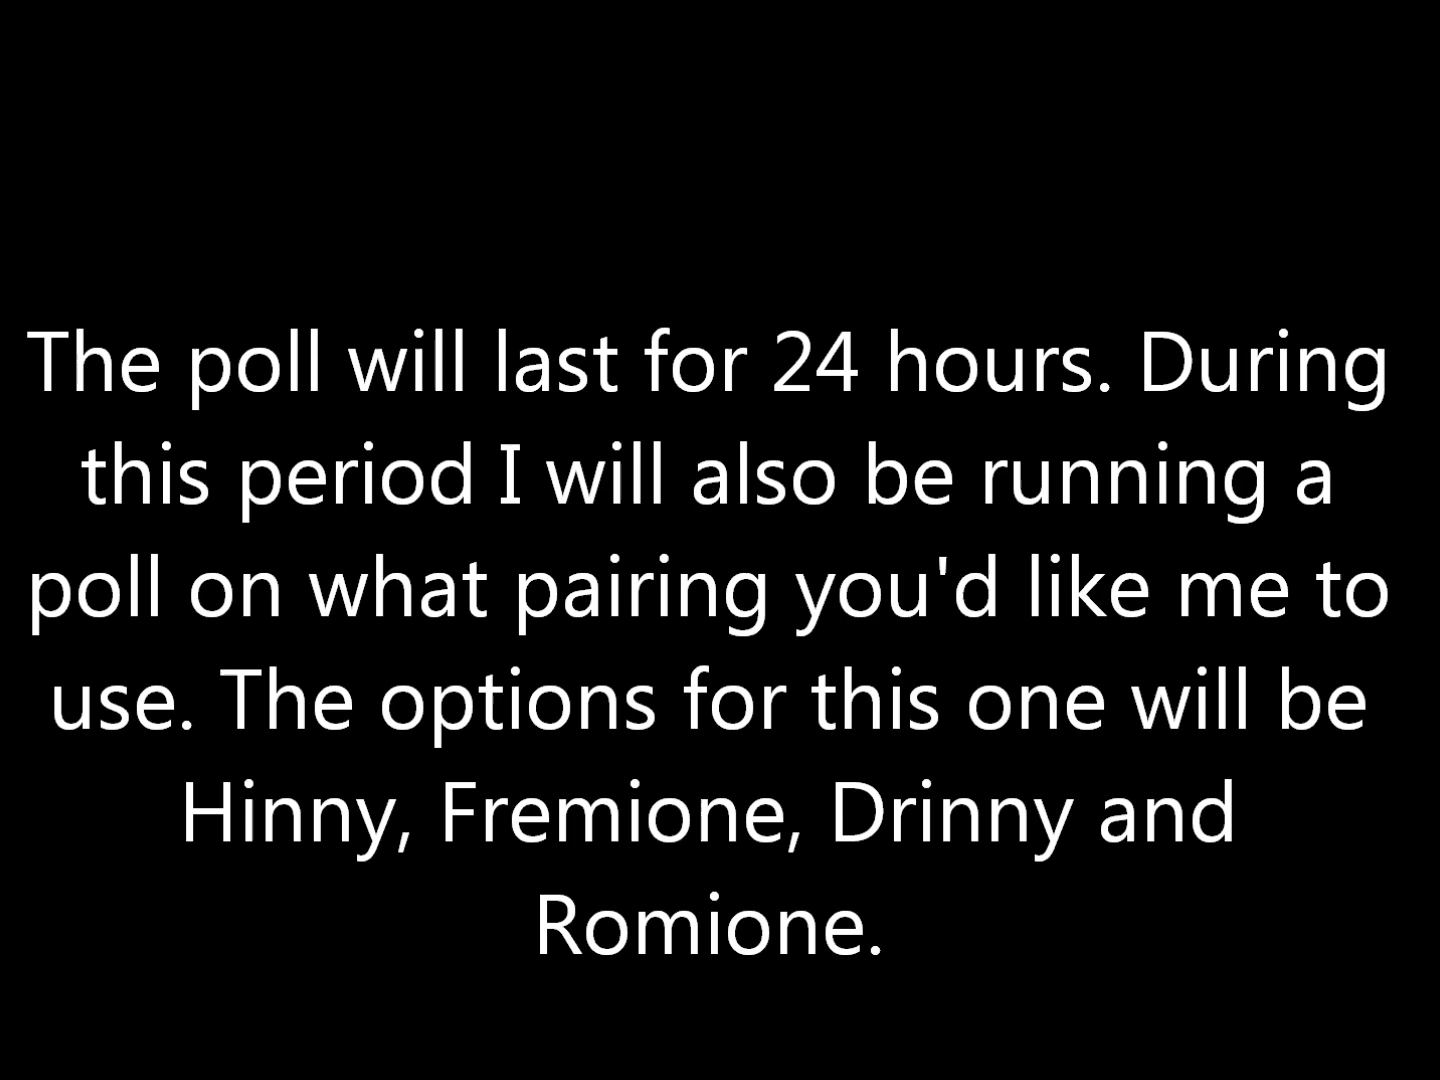 The poll will last for 24 hours. During
this period I will also be running a
poll on what pairing you'd like me to
use. The options for this one will be
Hinny, Fremione, Drinny and
Romione.